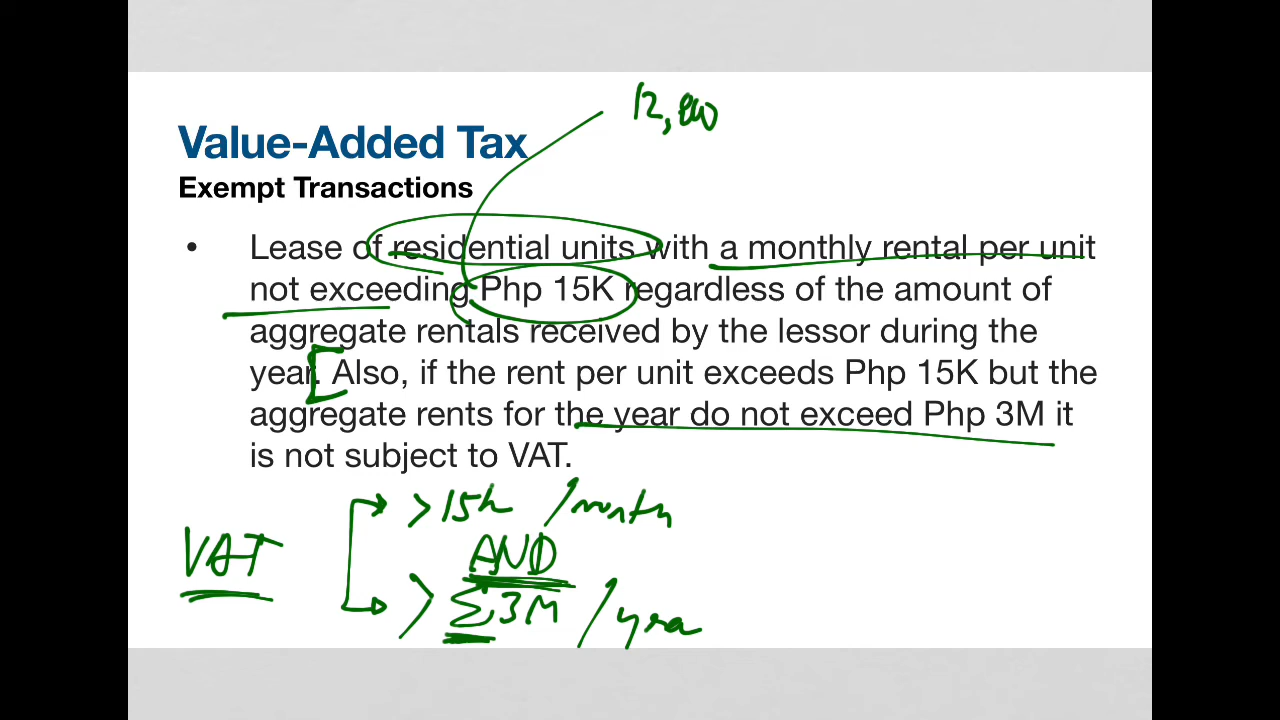 12,800
Value-Added Tax
Exempt Transactions
• Lease of residential units with a monthly rental per unit
not exceeding Php 15K regardless of the amount of
aggregate rentals received by the lessor during the
year. [Also, if the rent per unit exceeds Php 15K but the
aggregate rents for the year do not exceed Php 3M it
is not subject to VAT.
> 15k /month
VAT AND
> Σ 3M /year